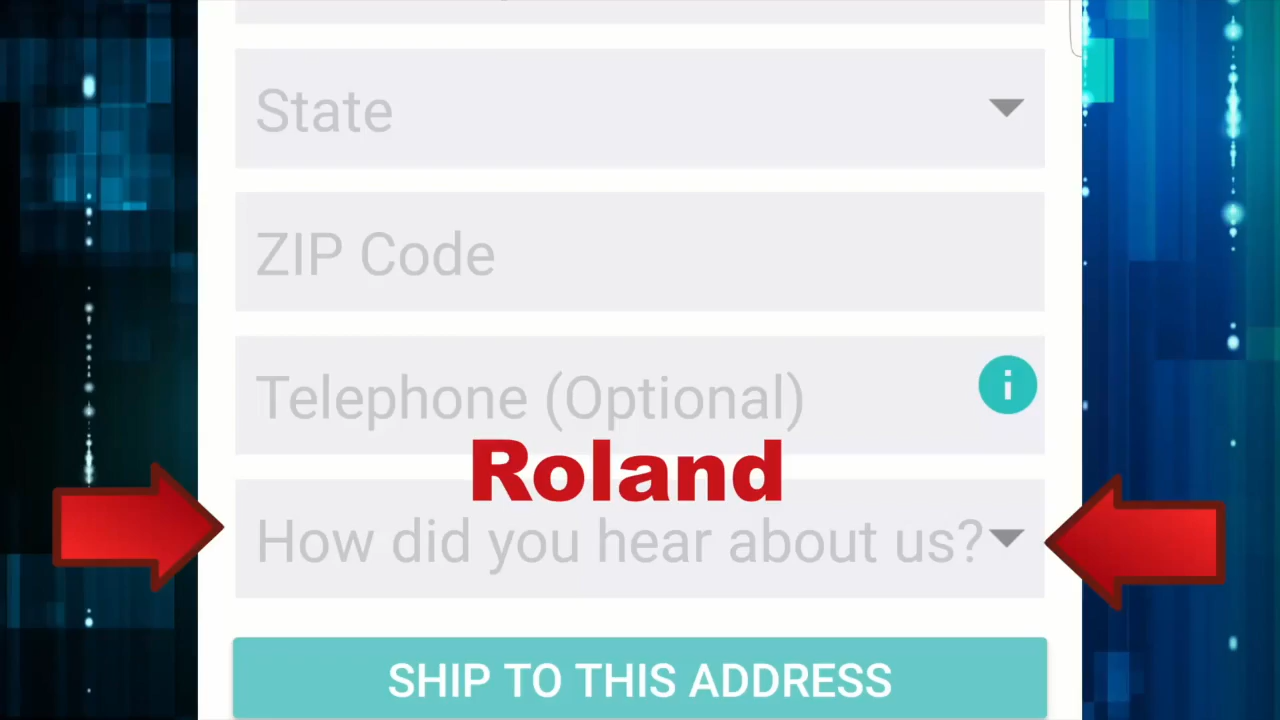 State
ZIP Code
Telephone (Optional)
i
Roland
How did you hear about us?
SHIP TO THIS ADDRESS